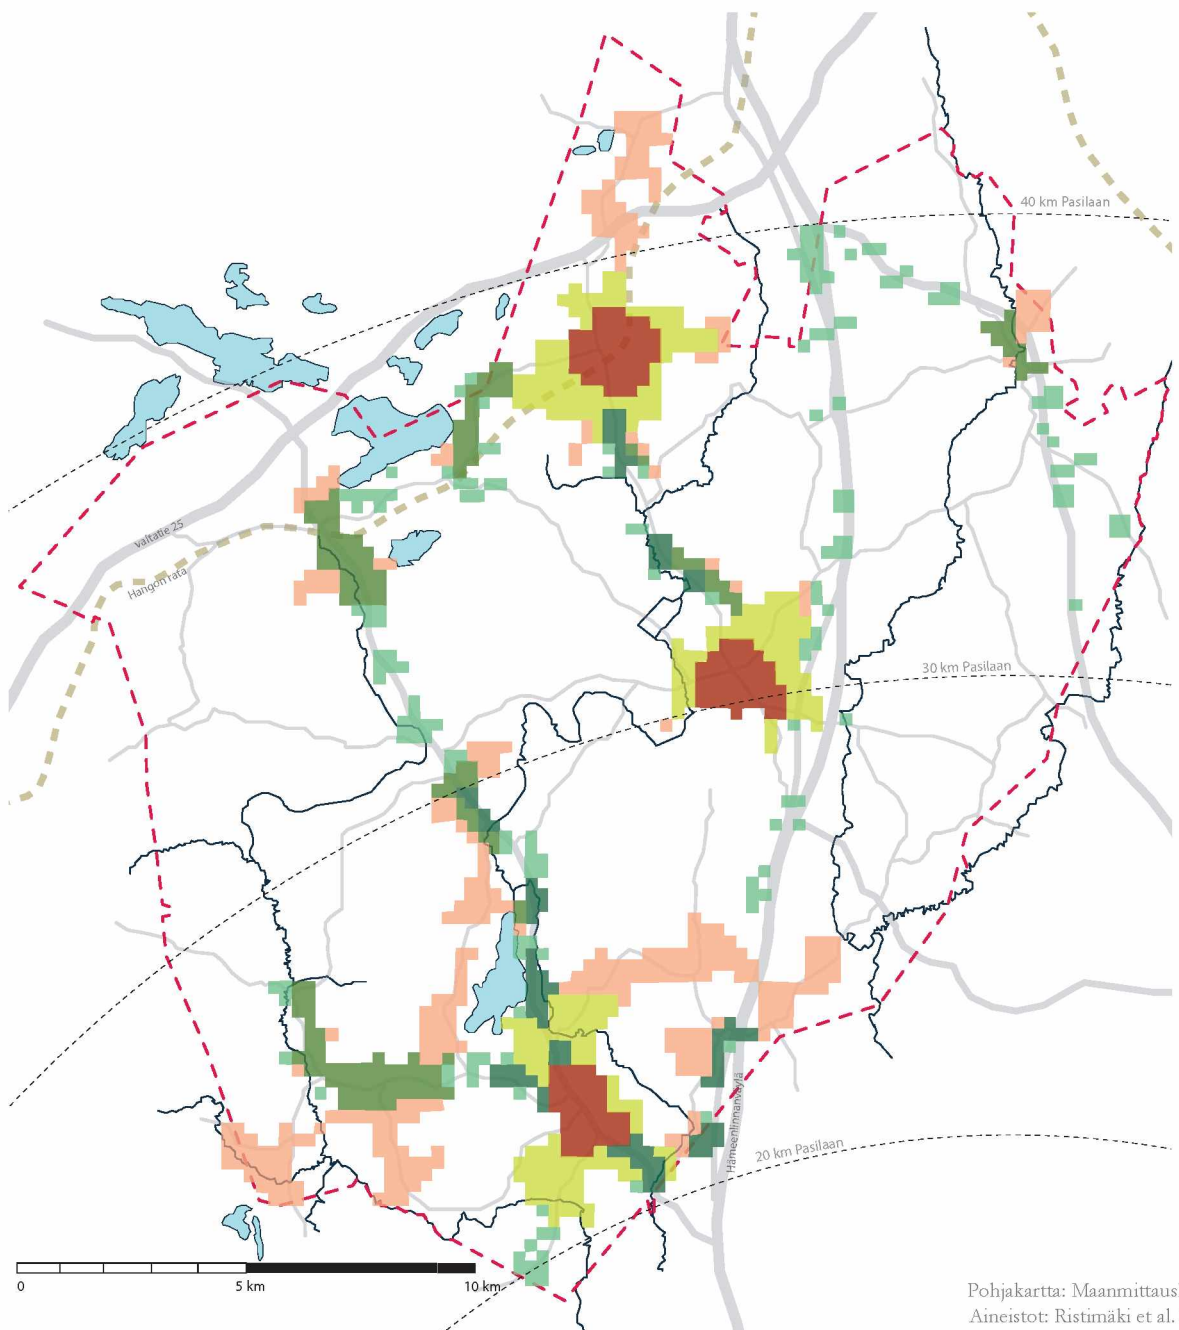 40 km Pasilaan
valtatie 25
Hangon rata
30 km Pasilaan
Hämeenlinnanväylä
20 km Pasilaan
0
5 km
10 km
Pohjakartta: Maanmittaus
Aineistot: Ristimäki et al.